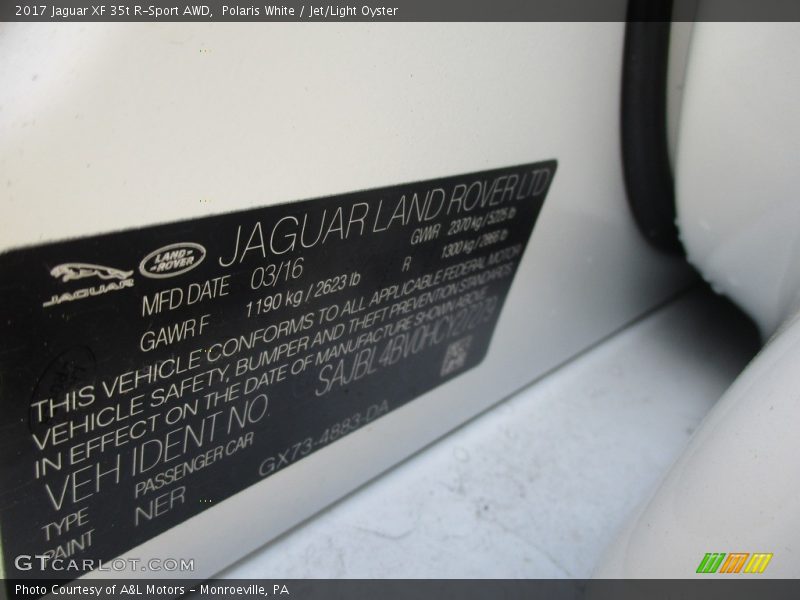 2017 Jaguar XF 35t R-Sport AWD, Polaris White / Jet/Light Oyster
JAGUAR LAND-ROVER JAGUAR LAND ROVER LTD
MFD DATE 03/16 GWR 2370 kg / 5225 lb
GAWR F 1190 kg / 2623 lb R 1300 kg / 2866 lb
THIS VEHICLE CONFORMS TO ALL APPLICABLE FEDERAL MOTOR
VEHICLE SAFETY, BUMPER AND THEFT PREVENTION STANDARDS
IN EFFECT ON THE DATE OF MANUFACTURE SHOWN ABOVE
VEH IDENT NO. SAJBL4BV0HCY27279
TYPE PASSENGER CAR
PAINT NER GX73-4883-DA
GTCARLOT.COM
Photo Courtesy of A&L Motors - Monroeville, PA